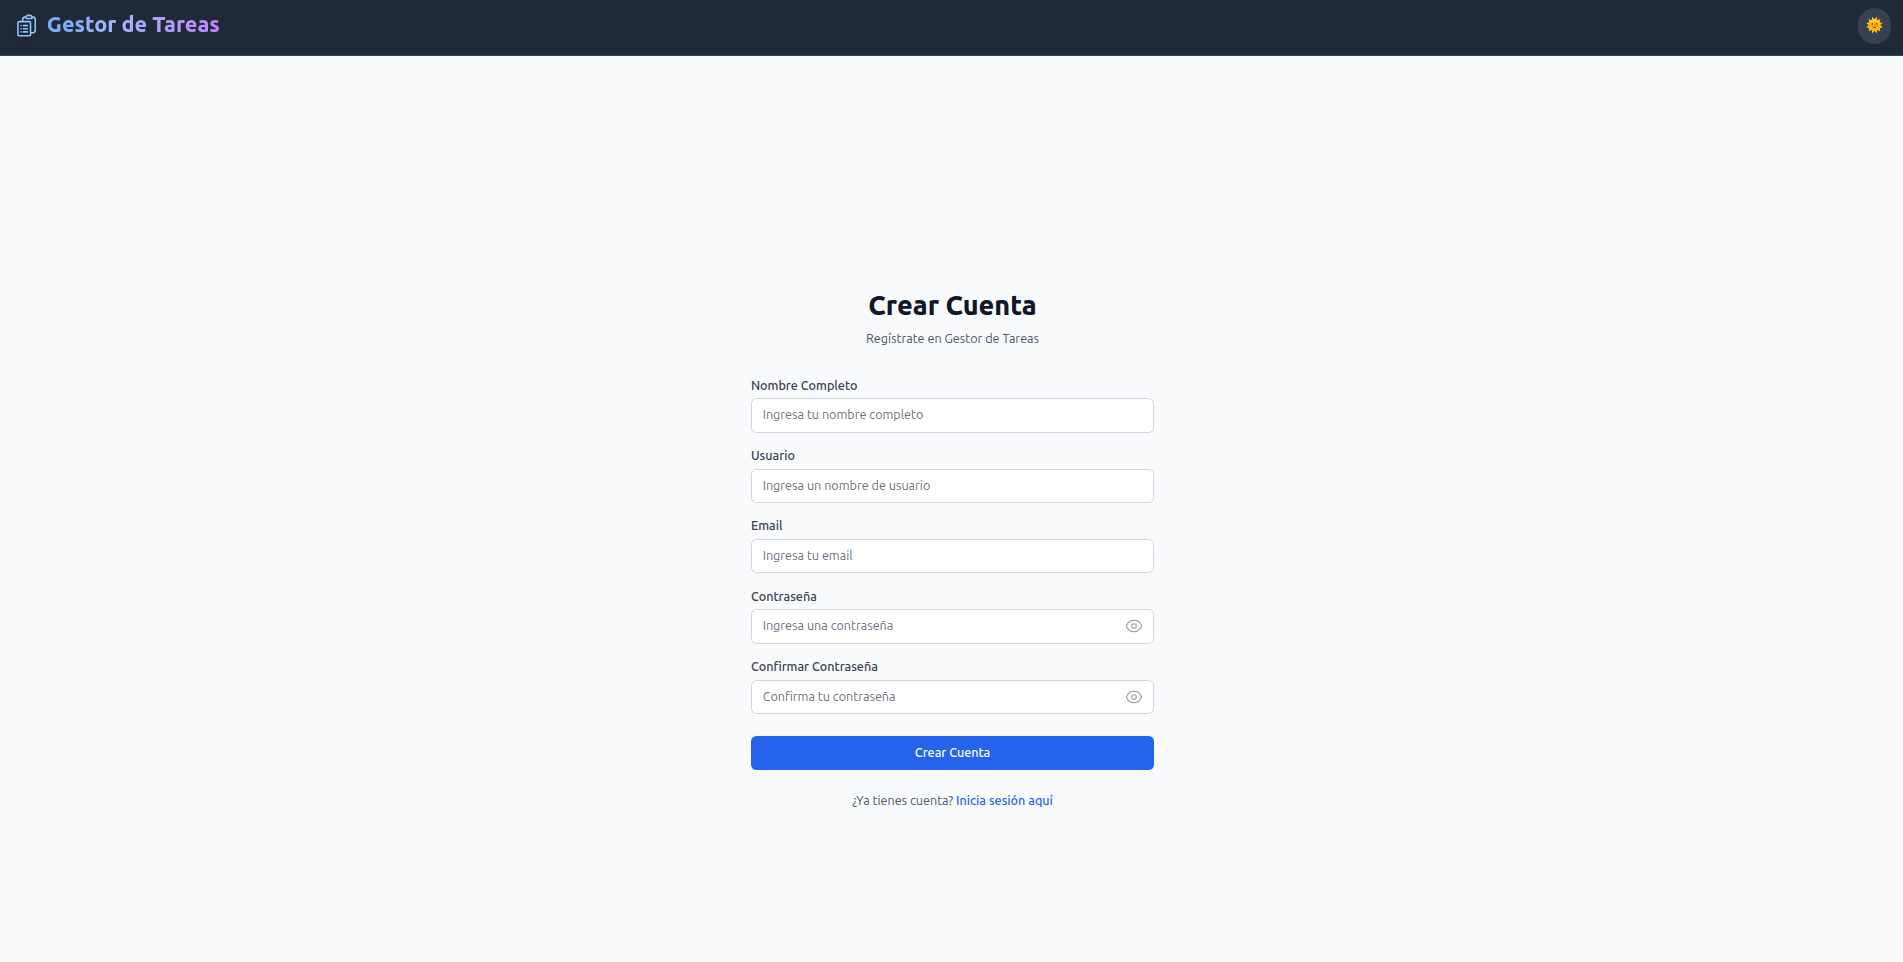 Gestor de Tareas
Crear Cuenta
Regístrate en Gestor de Tareas
Nombre Completo
Ingresa tu nombre completo
Usuario
Ingresa un nombre de usuario
Email
Ingresa tu email
Contraseña
Ingresa una contraseña
Confirmar Contraseña
Confirma tu contraseña
Crear Cuenta
¿Ya tienes cuenta? Inicia sesión aquí